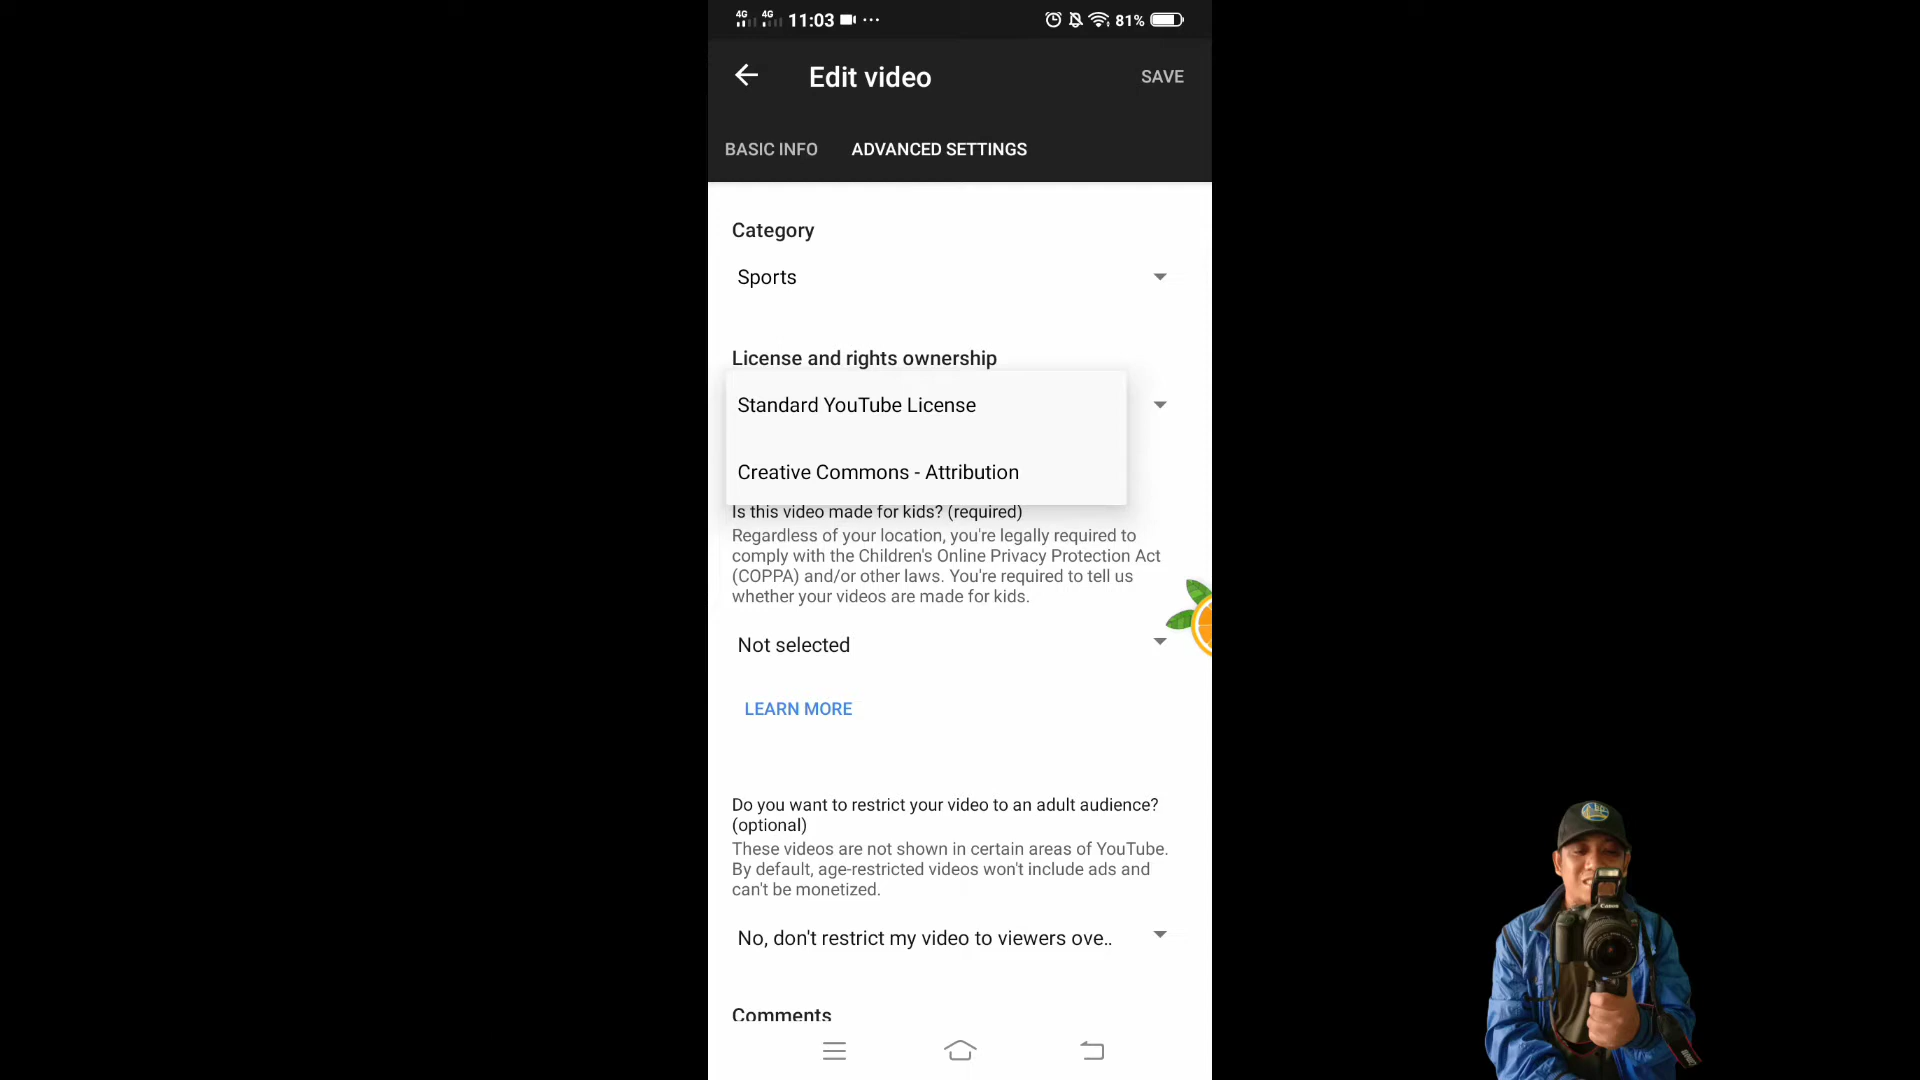 4G 4G 11:03 ... 81%
Edit video SAVE
BASIC INFO ADVANCED SETTINGS
Category
Sports
License and rights ownership
Standard YouTube License
Creative Commons - Attribution
Is this video made for kids? (required)
Regardless of your location, you're legally required to
comply with the Children's Online Privacy Protection Act
(COPPA) and/or other laws. You're required to tell us
whether your videos are made for kids.
Not selected
LEARN MORE
Do you want to restrict your video to an adult audience?
(optional)
These videos are not shown in certain areas of YouTube.
By default, age-restricted videos won't include ads and
can't be monetized.
No, don't restrict my video to viewers ove..
Comments
Canon